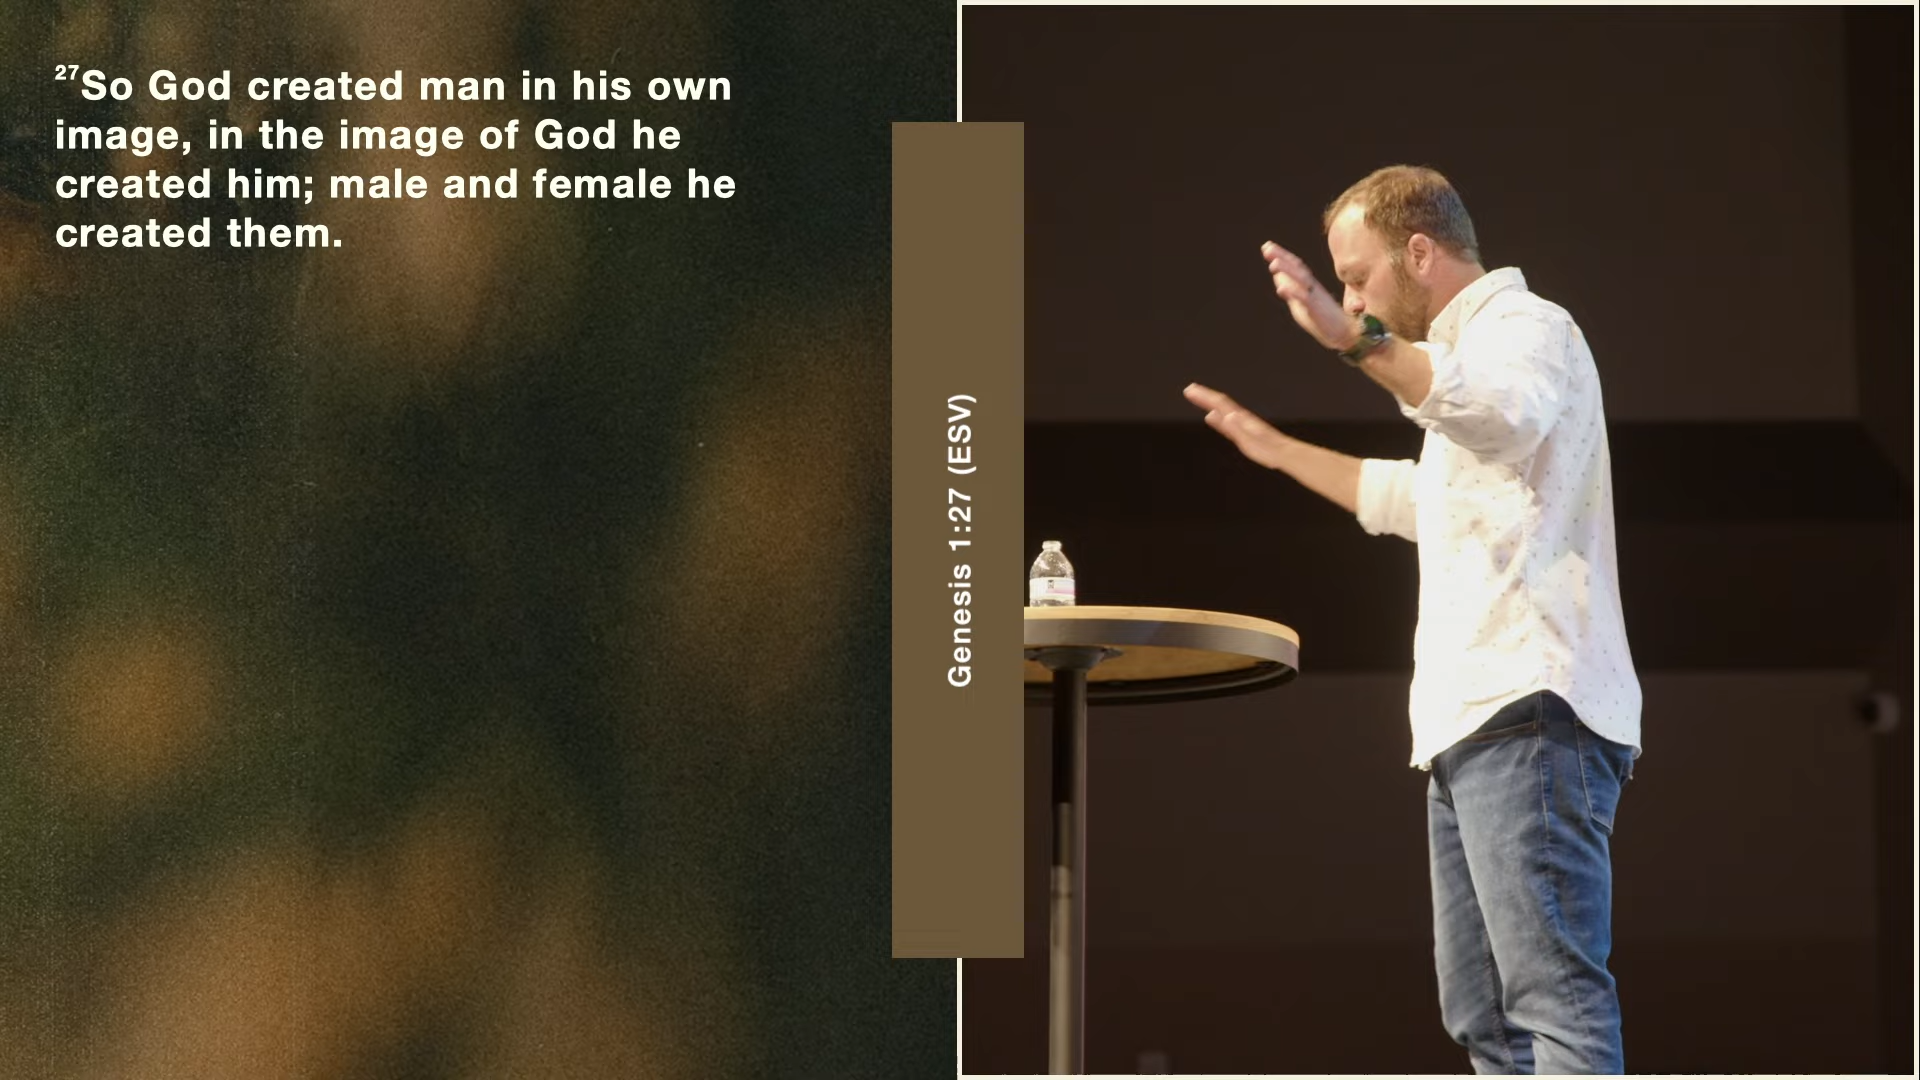 27So God created man in his own
image, in the image of God he
created him; male and female he
created them.
Genesis 1:27 (ESV)